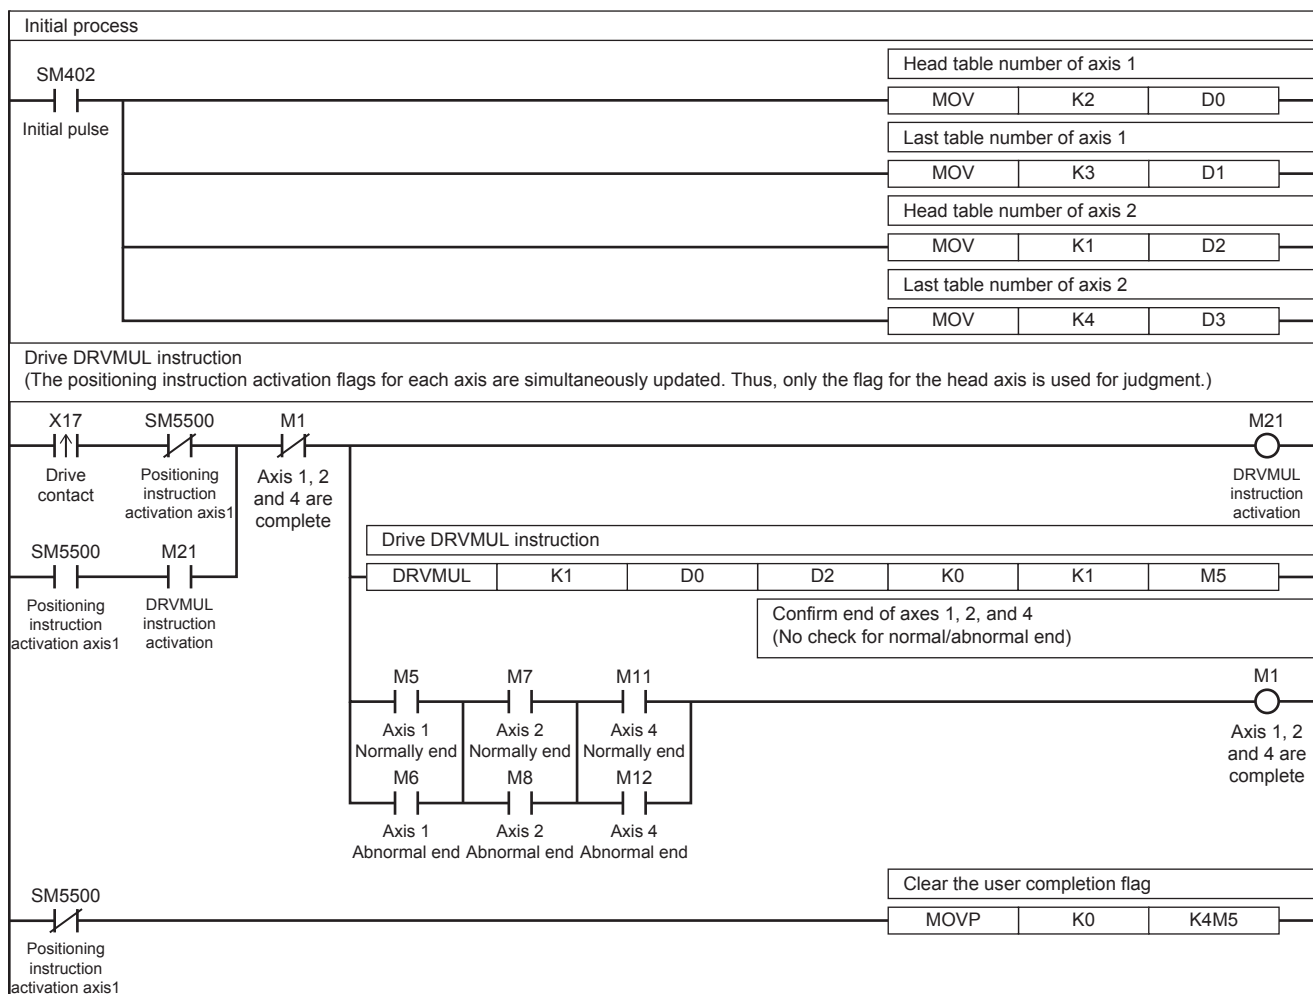 Initial process
SM402
Initial pulse
Head table number of axis 1
MOV K2 D0
Last table number of axis 1
MOV K3 D1
Head table number of axis 2
MOV K1 D2
Last table number of axis 2
MOV K4 D3
Drive DRVMUL instruction
(The positioning instruction activation flags for each axis are simultaneously updated. Thus, only the flag for the head axis is used for judgment.)
X17 SM5500 M1 M21
Drive
contact
Positioning
instruction
activation axis1
Axis 1, 2
and 4 are
complete
DRVMUL
instruction
activation
SM5500 M21
Positioning
instruction
activation axis1
DRVMUL
instruction
activation
Drive DRVMUL instruction
DRVMUL K1 D0 D2 K0 K1 M5
Confirm end of axes 1, 2, and 4
(No check for normal/abnormal end)
M5 M7 M11 M1
Axis 1
Normally end
Axis 2
Normally end
Axis 4
Normally end
Axis 1, 2
and 4 are
complete
M6 M8 M12
Axis 1
Abnormal end
Axis 2
Abnormal end
Axis 4
Abnormal end
SM5500
Positioning
instruction
activation axis1
Clear the user completion flag
MOVP K0 K4M5